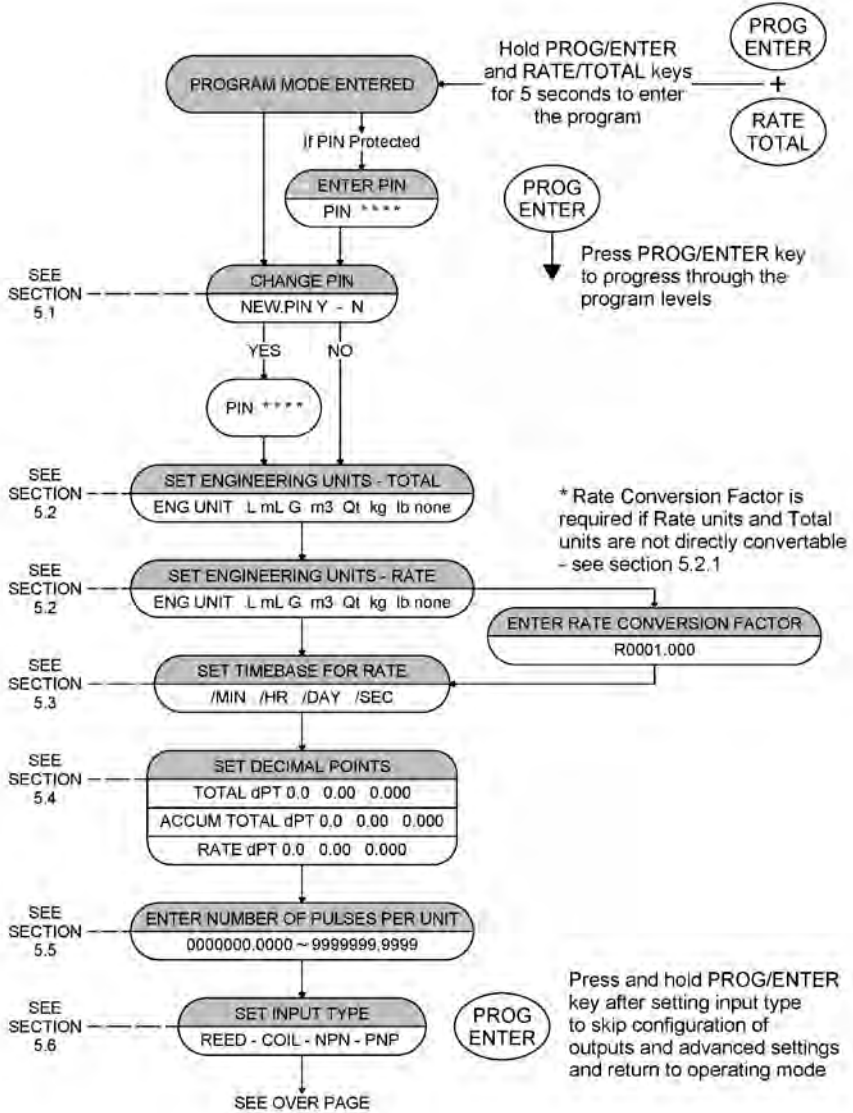 PROG
ENTER
+
RATE
TOTAL
Hold PROG/ENTER
and RATE/TOTAL keys
for 5 seconds to enter
the program
PROGRAM MODE ENTERED
If PIN Protected
ENTER PIN
PIN ****
PROG
ENTER
Press PROG/ENTER key
to progress through the
program levels
SEE
SECTION
5.1
CHANGE PIN
NEW.PIN Y - N
YES
NO
PIN ****
SEE
SECTION
5.2
SET ENGINEERING UNITS - TOTAL
ENG UNIT L mL G m3 Qt kg lb none
* Rate Conversion Factor is
required if Rate units and Total
units are not directly convertable
- see section 5.2.1
SEE
SECTION
5.2
SET ENGINEERING UNITS - RATE
ENG UNIT L mL G m3 Qt kg lb none
ENTER RATE CONVERSION FACTOR
R0001.000
SEE
SECTION
5.3
SET TIMEBASE FOR RATE
/MIN /HR /DAY /SEC
SEE
SECTION
5.4
SET DECIMAL POINTS
TOTAL dPT 0.0 0.00 0.000
ACCUM TOTAL dPT 0.0 0.00 0.000
RATE dPT 0.0 0.00 0.000
SEE
SECTION
5.5
ENTER NUMBER OF PULSES PER UNIT
0000000.0000 ~ 9999999.9999
SEE
SECTION
5.6
SET INPUT TYPE
REED - COIL - NPN - PNP
PROG
ENTER
Press and hold PROG/ENTER
key after setting input type
to skip configuration of
outputs and advanced settings
and return to operating mode
SEE OVER PAGE